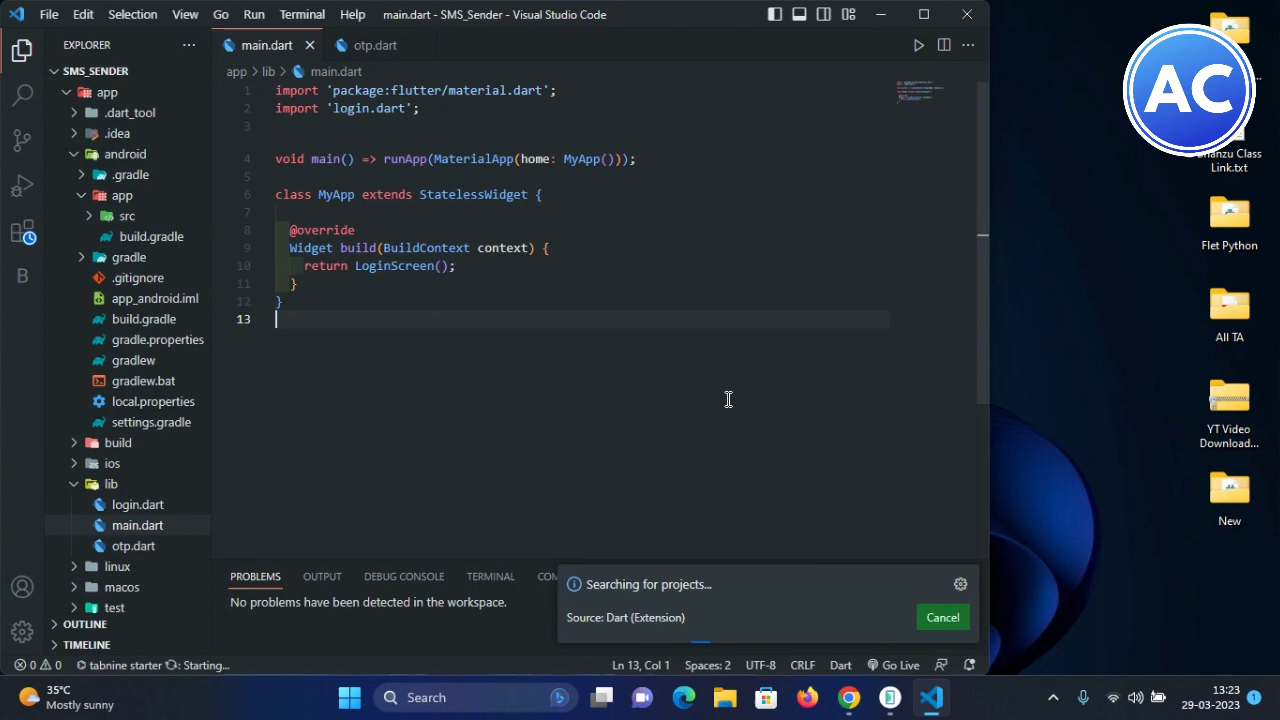 File Edit Selection View Go Run Terminal Help main.dart - SMS_Sender - Visual Studio Code
EXPLORER
main.dart
otp.dart
SMS_SENDER
app
.dart_tool
.idea
android
.gradle
app
src
build.gradle
gradle
.gitignore
app_android.iml
build.gradle
gradle.properties
gradlew
gradlew.bat
local.properties
settings.gradle
build
ios
lib
login.dart
main.dart
otp.dart
linux
macos
test
OUTLINE
TIMELINE
app > lib > main.dart
1 import 'package:flutter/material.dart';
2 import 'login.dart';
3
4 void main() => runApp(MaterialApp(home: MyApp()));
5
6 class MyApp extends StatelessWidget {
7
8 @override
9 Widget build(BuildContext context) {
10 return LoginScreen();
11 }
12 }
13
PROBLEMS OUTPUT DEBUG CONSOLE TERMINAL COM
No problems have been detected in the workspace.
Searching for projects...
Source: Dart (Extension)
Cancel
0 0 tabnine starter : Starting...
Ln 13, Col 1 Spaces: 2 UTF-8 CRLF Dart Go Live
AC
Class
Link.txt
Flet Python
All TA
YT Video
Download...
New
35°C
Mostly sunny
Search
13:23
29-03-2023
1